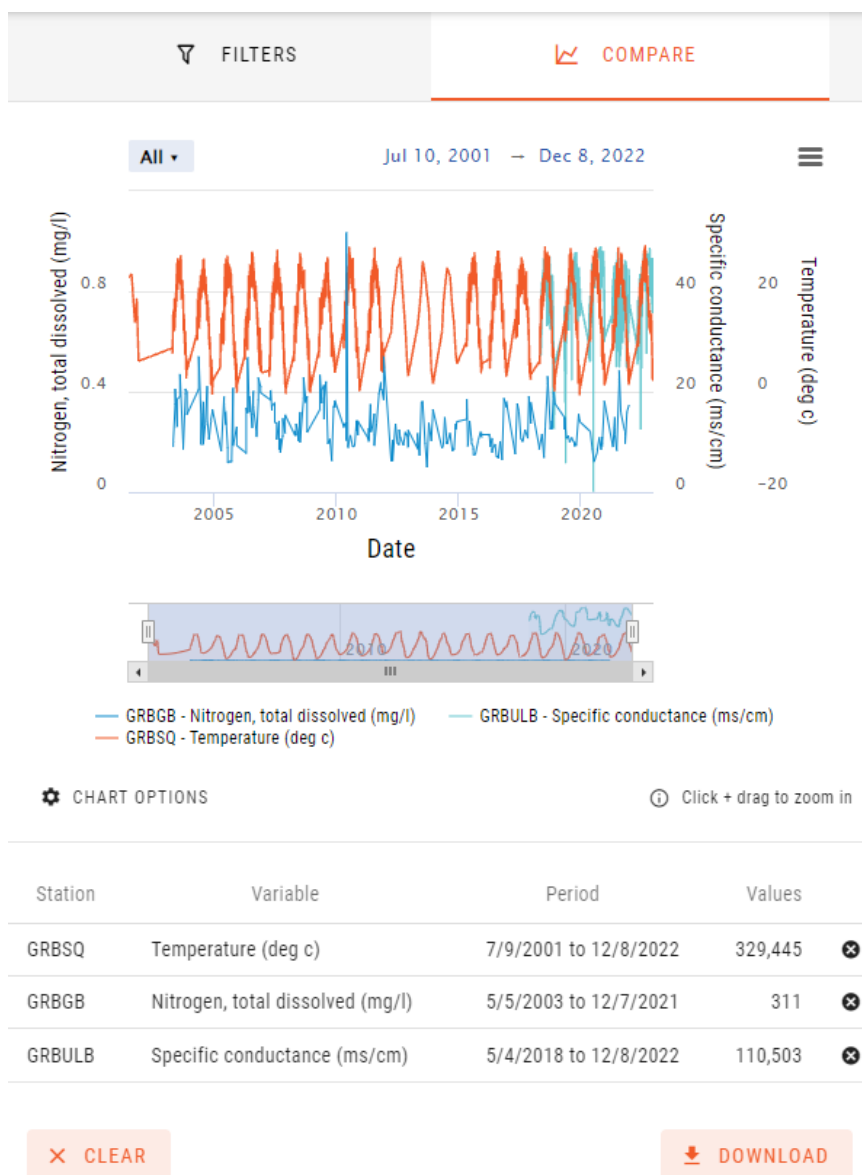 FILTERS
COMPARE
All ▾
Jul 10, 2001 → Dec 8, 2022
Nitrogen, total dissolved (mg/l)
0.8
0.4
0
Specific conductance (ms/cm)
40
20
0
Temperature (deg c)
20
0
−20
2005 2010 2015 2020
Date
2010 2020
GRBGB - Nitrogen, total dissolved (mg/l) GRBULB - Specific conductance (ms/cm)
GRBSQ - Temperature (deg c)
CHART OPTIONS
Click + drag to zoom in
Station Variable Period Values
GRBSQ Temperature (deg c) 7/9/2001 to 12/8/2022 329,445
GRBGB Nitrogen, total dissolved (mg/l) 5/5/2003 to 12/7/2021 311
GRBULB Specific conductance (ms/cm) 5/4/2018 to 12/8/2022 110,503
CLEAR
DOWNLOAD